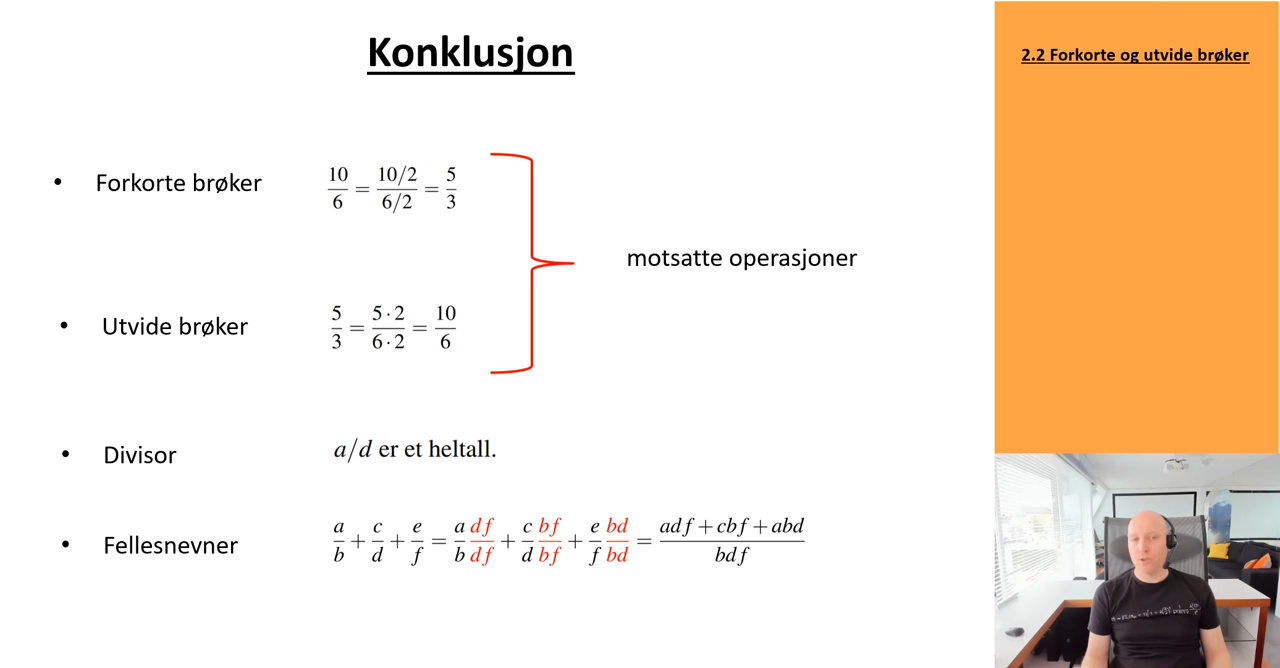 Konklusjon
2.2 Forkorte og utvide brøker
• Forkorte brøker 10/6 = (10/2)/(6/2) = 5/3
motsatte operasjoner
• Utvide brøker 5/3 = (5·2)/(6·2) = 10/6
• Divisor a/d er et heltall.
• Fellesnevner a/b + c/d + e/f = a df/b df + c bf/d bf + e bd/f bd = (adf+cbf+abd)/bdf